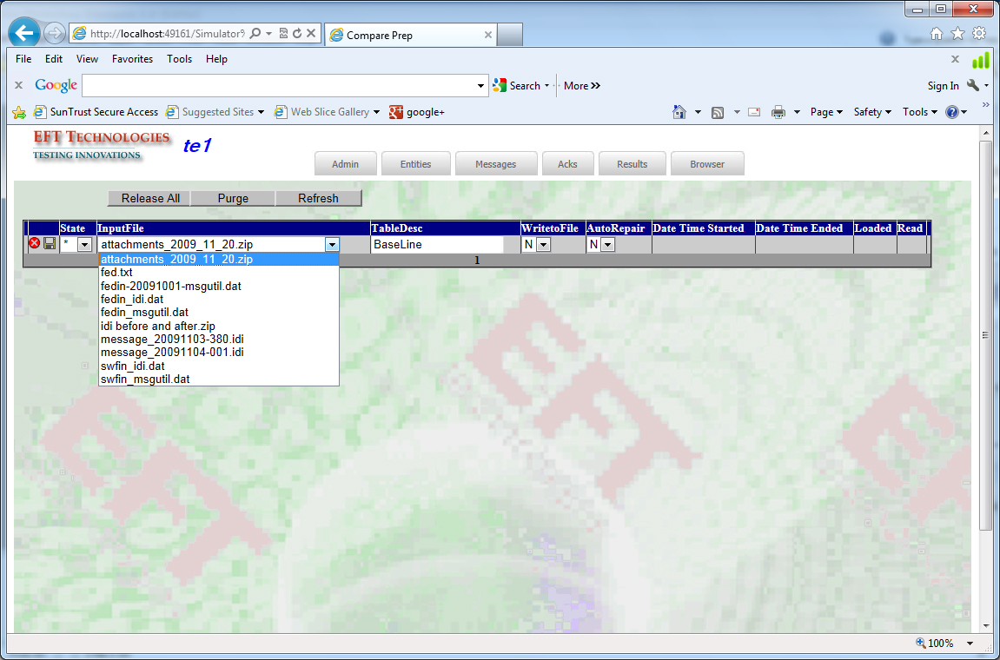 http://localhost:49161/Simulator9
Compare Prep
File Edit View Favorites Tools Help
Google Search More »
Sign In
SunTrust Secure Access Suggested Sites Web Slice Gallery google+
Page Safety Tools
EFT TECHNOLOGIES
TESTING INNOVATIONS
te1
Admin Entities Messages Acks Results Browser
Release All Purge Refresh
State InputFile TableDesc WritetoFile AutoRepair Date Time Started Date Time Ended Loaded Read
* attachments_2009_11_20.zip BaseLine N N
1
attachments_2009_11_20.zip
fed.txt
fedin-20091001-msgutil.dat
fedin_idi.dat
fedin_msgutil.dat
idi before and after.zip
message_20091103-380.idi
message_20091104-001.idi
swfin_idi.dat
swfin_msgutil.dat
EFT
EFT
EFT
100%